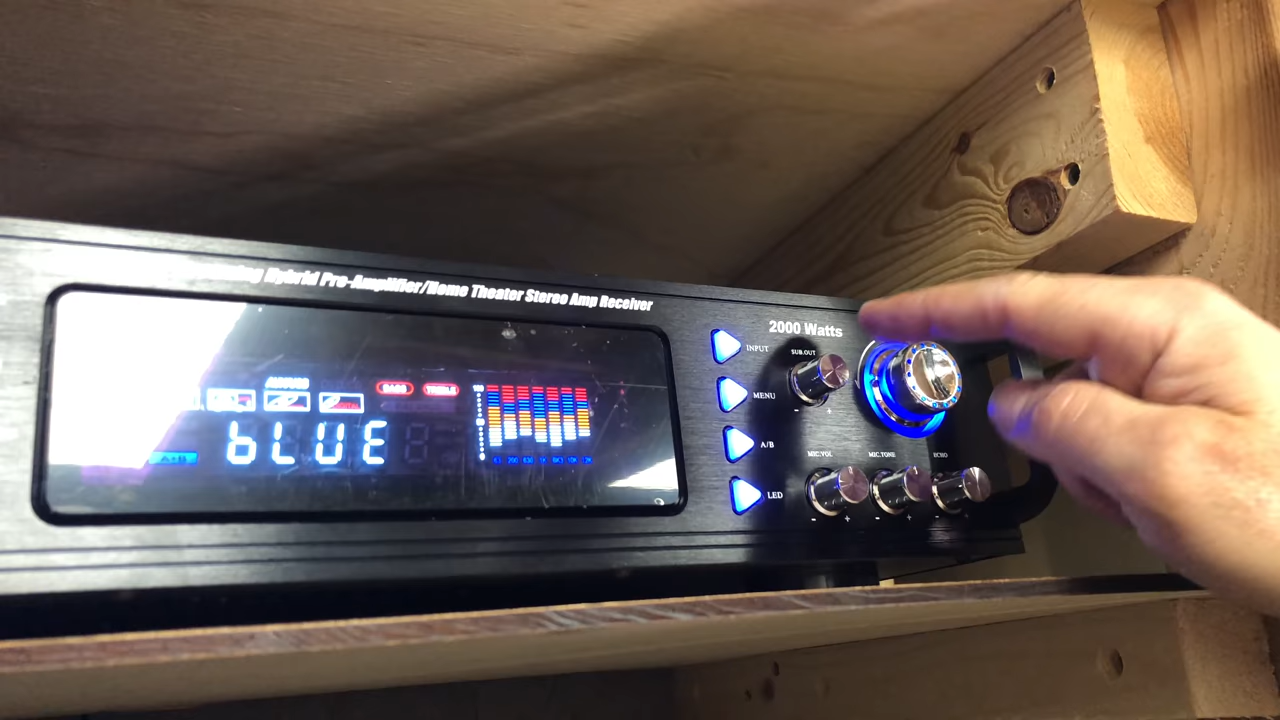 Hybrid Pre-Amplifier/Home Theater Stereo Amp Receiver
2000 Watts
INPUT
SUB.OUT
MENU
- +
A/B
MIC.VOL
MIC.TONE
ECHO
LED
- +
- +
BASS
TREBLE
bLUE
A+B